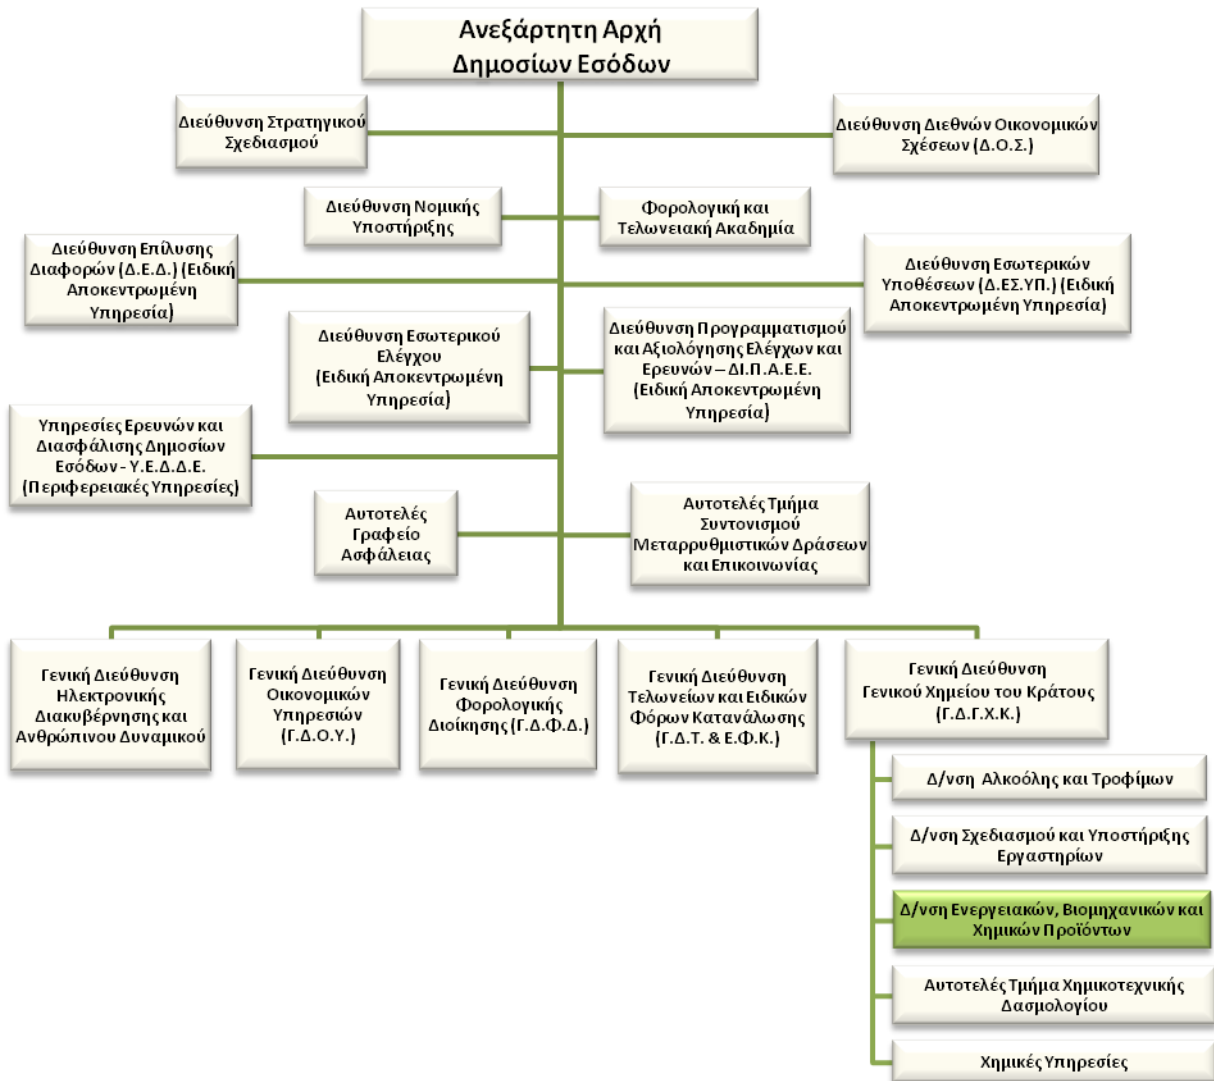 Ανεξάρτητη Αρχή
Δημοσίων Εσόδων
Διεύθυνση Στρατηγικού
Σχεδιασμού
Διεύθυνση Διεθνών Οικονομικών
Σχέσεων (Δ.Ο.Σ.)
Διεύθυνση Νομικής
Υποστήριξης
Φορολογική και
Τελωνειακή Ακαδημία
Διεύθυνση Επίλυσης
Διαφορών (Δ.Ε.Δ.) (Ειδική
Αποκεντρωμένη
Υπηρεσία)
Διεύθυνση Εσωτερικών
Υποθέσεων (Δ.ΕΣ.ΥΠ.) (Ειδική
Αποκεντρωμένη Υπηρεσία)
Διεύθυνση Εσωτερικού
Ελέγχου
(Ειδική Αποκεντρωμένη
Υπηρεσία)
Διεύθυνση Προγραμματισμού
και Αξιολόγησης Ελέγχων και
Ερευνών – ΔΙ.Π.Α.Ε.Ε.
(Ειδική Αποκεντρωμένη
Υπηρεσία)
Υπηρεσίες Ερευνών και
Διασφάλισης Δημοσίων
Εσόδων - Υ.Ε.Δ.Δ.Ε.
(Περιφερειακές Υπηρεσίες)
Αυτοτελές
Γραφείο
Ασφάλειας
Αυτοτελές Τμήμα
Συντονισμού
Μεταρρυθμιστικών Δράσεων
και Επικοινωνίας
Γενική Διεύθυνση
Ηλεκτρονικής
Διακυβέρνησης και
Ανθρώπινου Δυναμικού
Γενική Διεύθυνση
Οικονομικών
Υπηρεσιών
(Γ.Δ.Ο.Υ.)
Γενική Διεύθυνση
Φορολογικής
Διοίκησης (Γ.Δ.Φ.Δ.)
Γενική Διεύθυνση
Τελωνείων και Ειδικών
Φόρων Κατανάλωσης
(Γ.Δ.Τ. & Ε.Φ.Κ.)
Γενική Διεύθυνση
Γενικού Χημείου του Κράτους
(Γ.Δ.Γ.Χ.Κ.)
Δ/νση Αλκοόλης και Τροφίμων
Δ/νση Σχεδιασμού και Υποστήριξης
Εργαστηρίων
Δ/νση Ενεργειακών, Βιομηχανικών και
Χημικών Προϊόντων
Αυτοτελές Τμήμα Χημικοτεχνικής
Δασμολογίου
Χημικές Υπηρεσίες